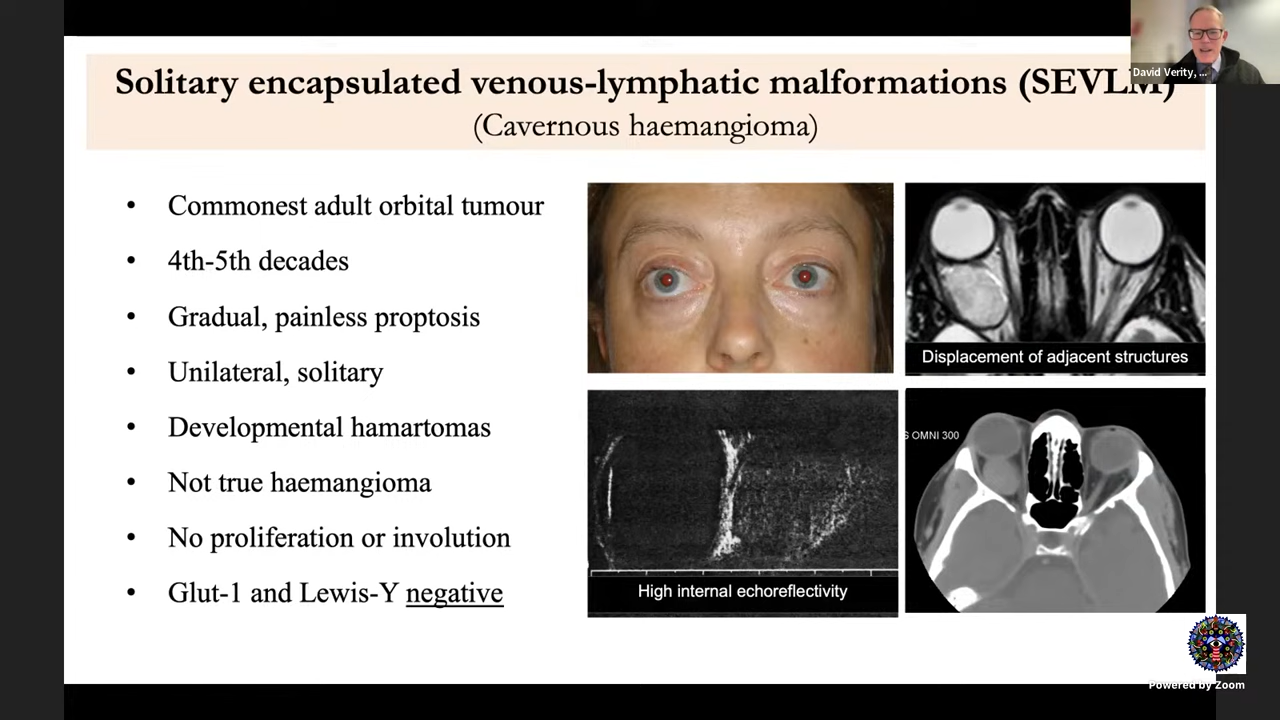 Solitary encapsulated venous-lymphatic malformations (SEVLM)
(Cavernous haemangioma)
David Verity, ...
• Commonest adult orbital tumour
• 4th-5th decades
• Gradual, painless proptosis
• Unilateral, solitary
• Developmental hamartomas
• Not true haemangioma
• No proliferation or involution
• Glut-1 and Lewis-Y negative
Displacement of adjacent structures
High internal echoreflectivity
S OMNI 300
Powered by Zoom